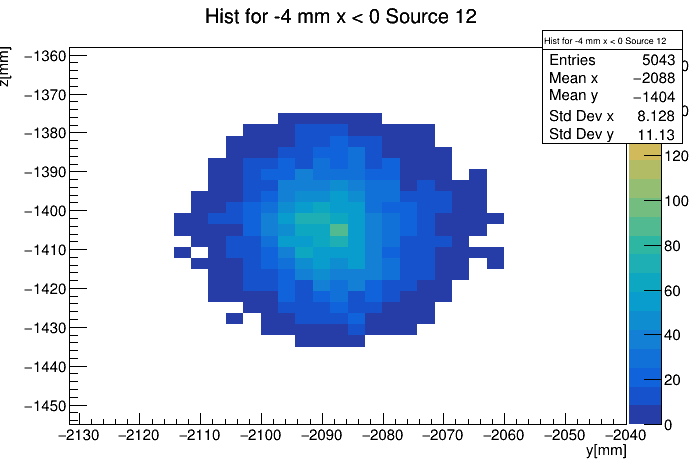 Hist for -4 mm x < 0 Source 12
Hist for -4 mm x < 0 Source 12
Entries 5043
Mean x −2088
Mean y −1404
Std Dev x 8.128
Std Dev y 11.13
z[mm]
−1360
−1370
−1380
−1390
−1400
−1410
−1420
−1430
−1440
−1450
120
100
80
60
40
20
0
−2130 −2120 −2110 −2100 −2090 −2080 −2070 −2060 −2050 −2040
y[mm]